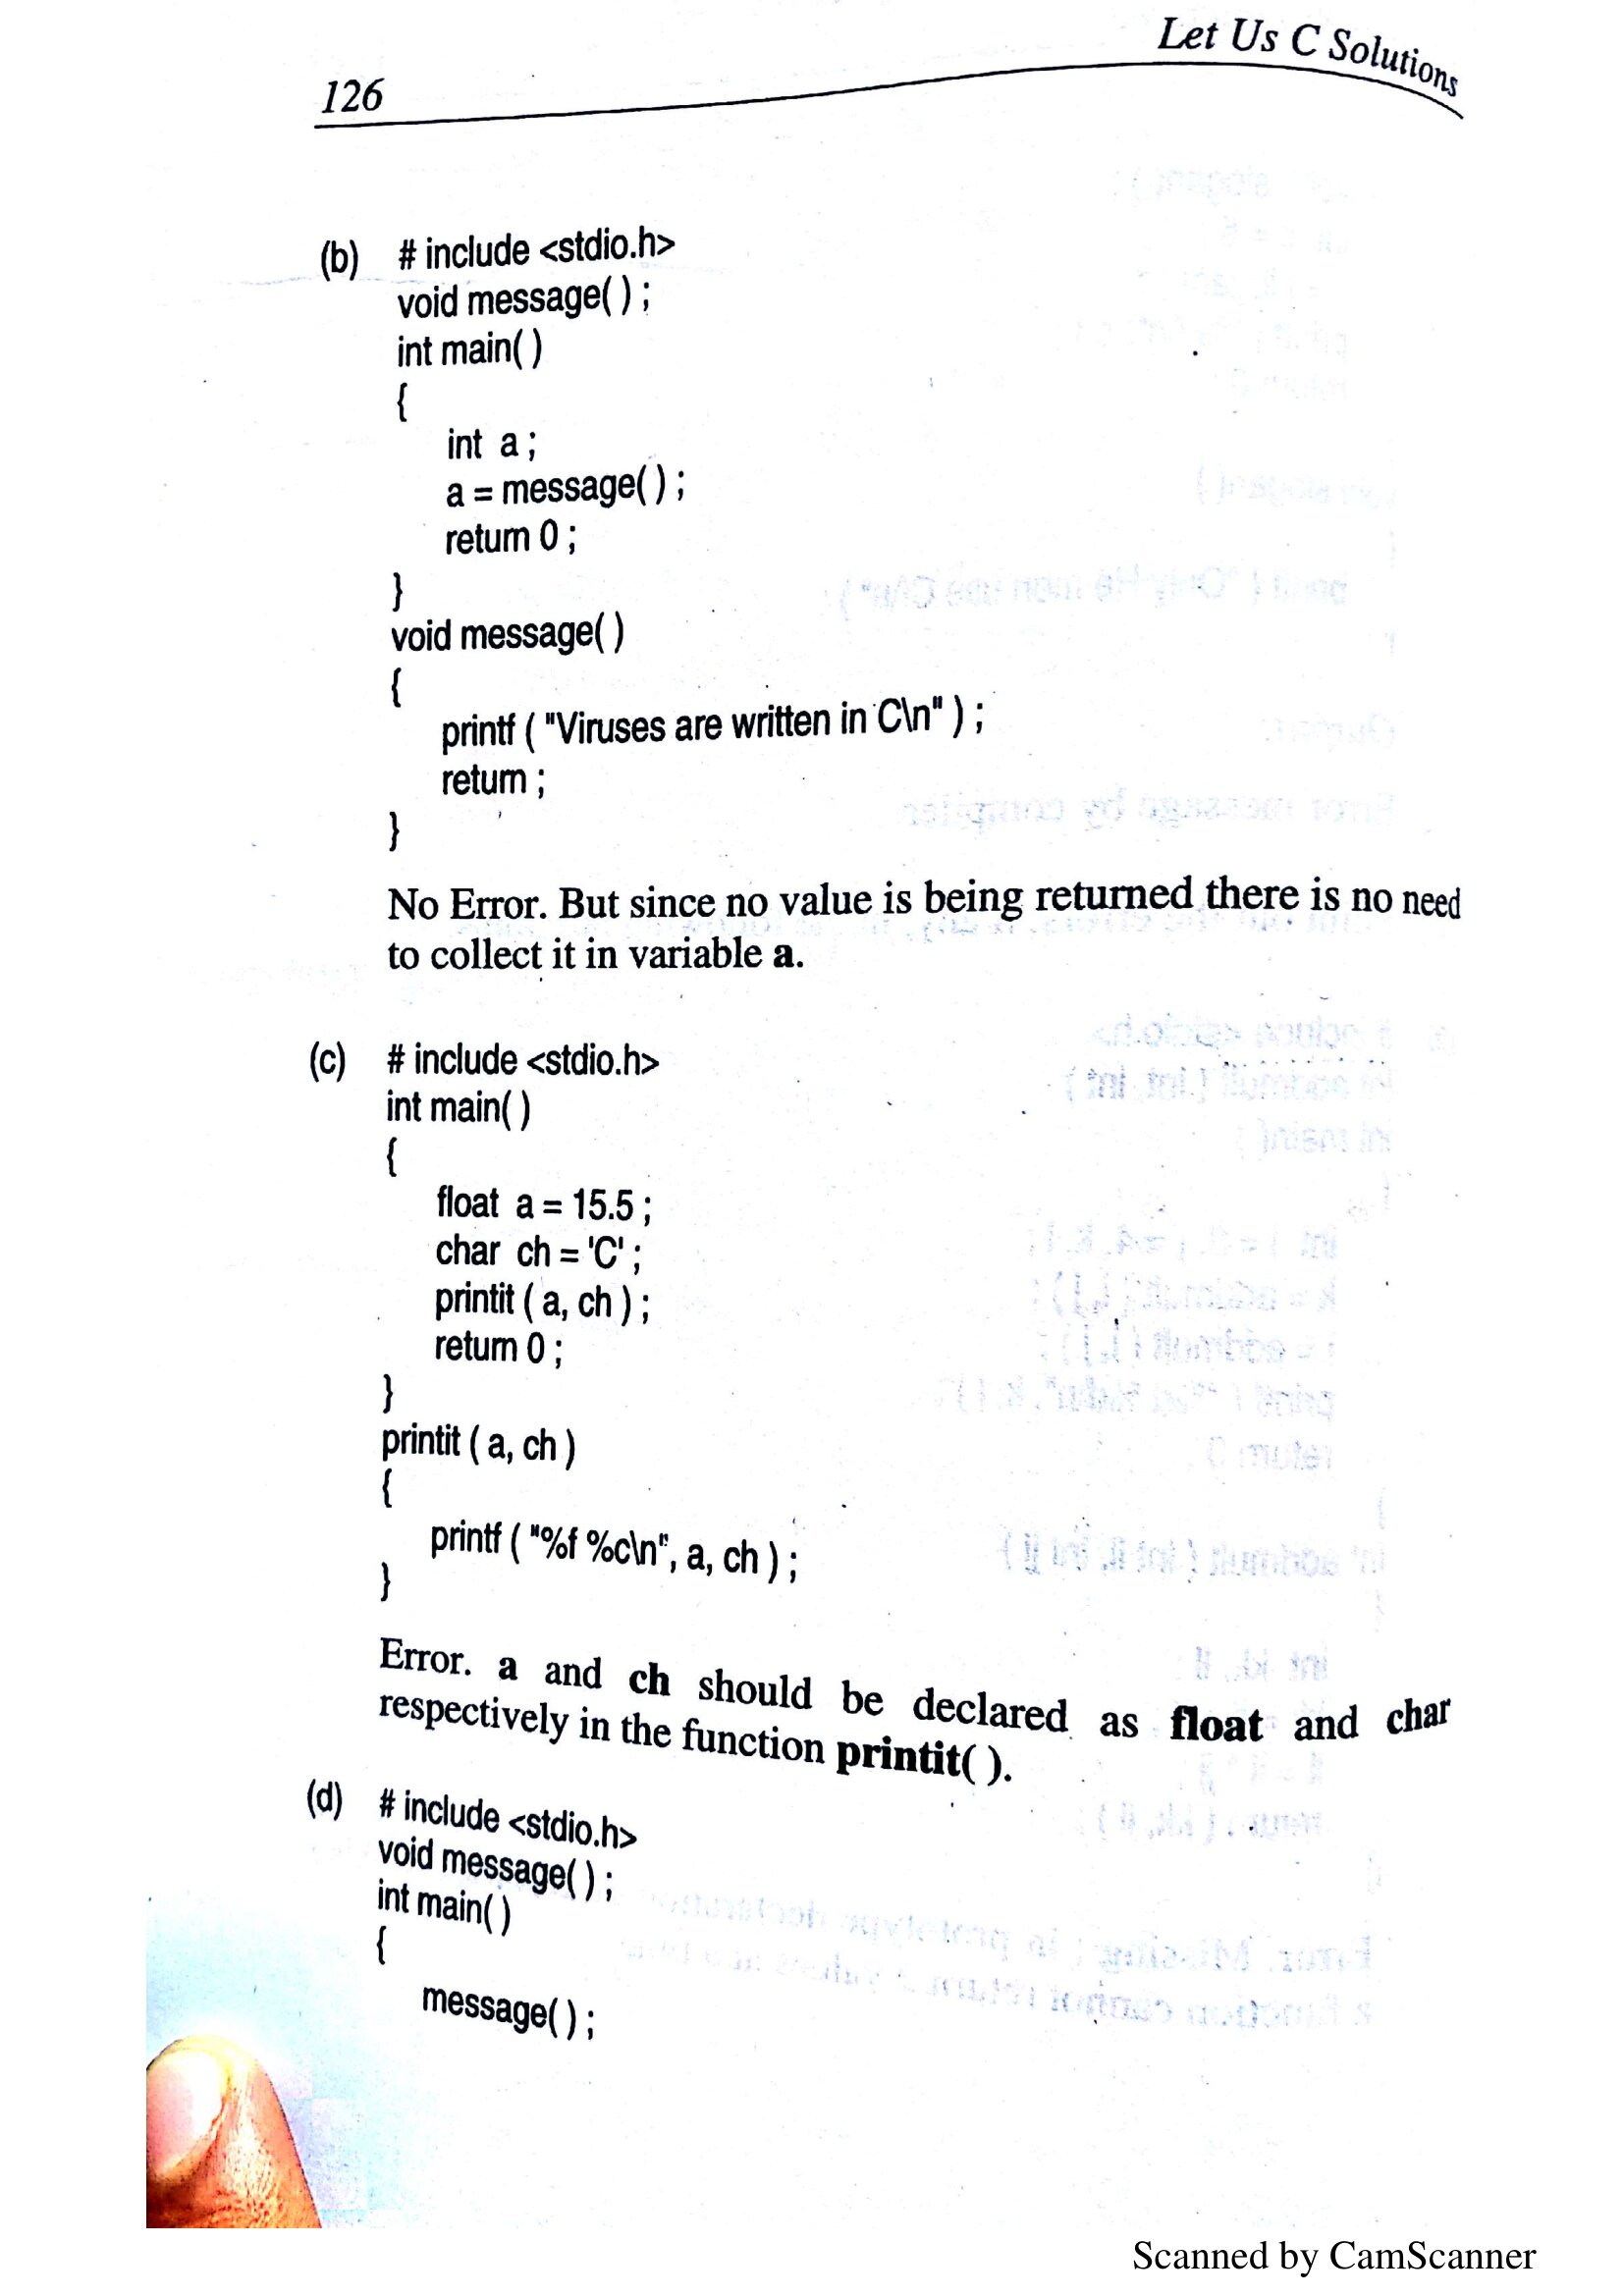 Let Us C Solutions
126
(b) # include <stdio.h>
void message( ) ;
int main( )
{
int a ;
a = message( ) ;
return 0 ;
}
void message( )
{
printf ( "Viruses are written in C\n" ) ;
return ;
}
No Error. But since no value is being returned there is no need
to collect it in variable a.
(c) # include <stdio.h>
int main( )
{
float a = 15.5 ;
char ch = 'C' ;
printit ( a, ch ) ;
return 0 ;
}
printit ( a, ch )
{
printf ( "%f %c\n", a, ch ) ;
}
Error. a and ch should be declared as float and char
respectively in the function printit( ).
(d) # include <stdio.h>
void message( ) ;
int main( )
{
message( ) ;
Scanned by CamScanner